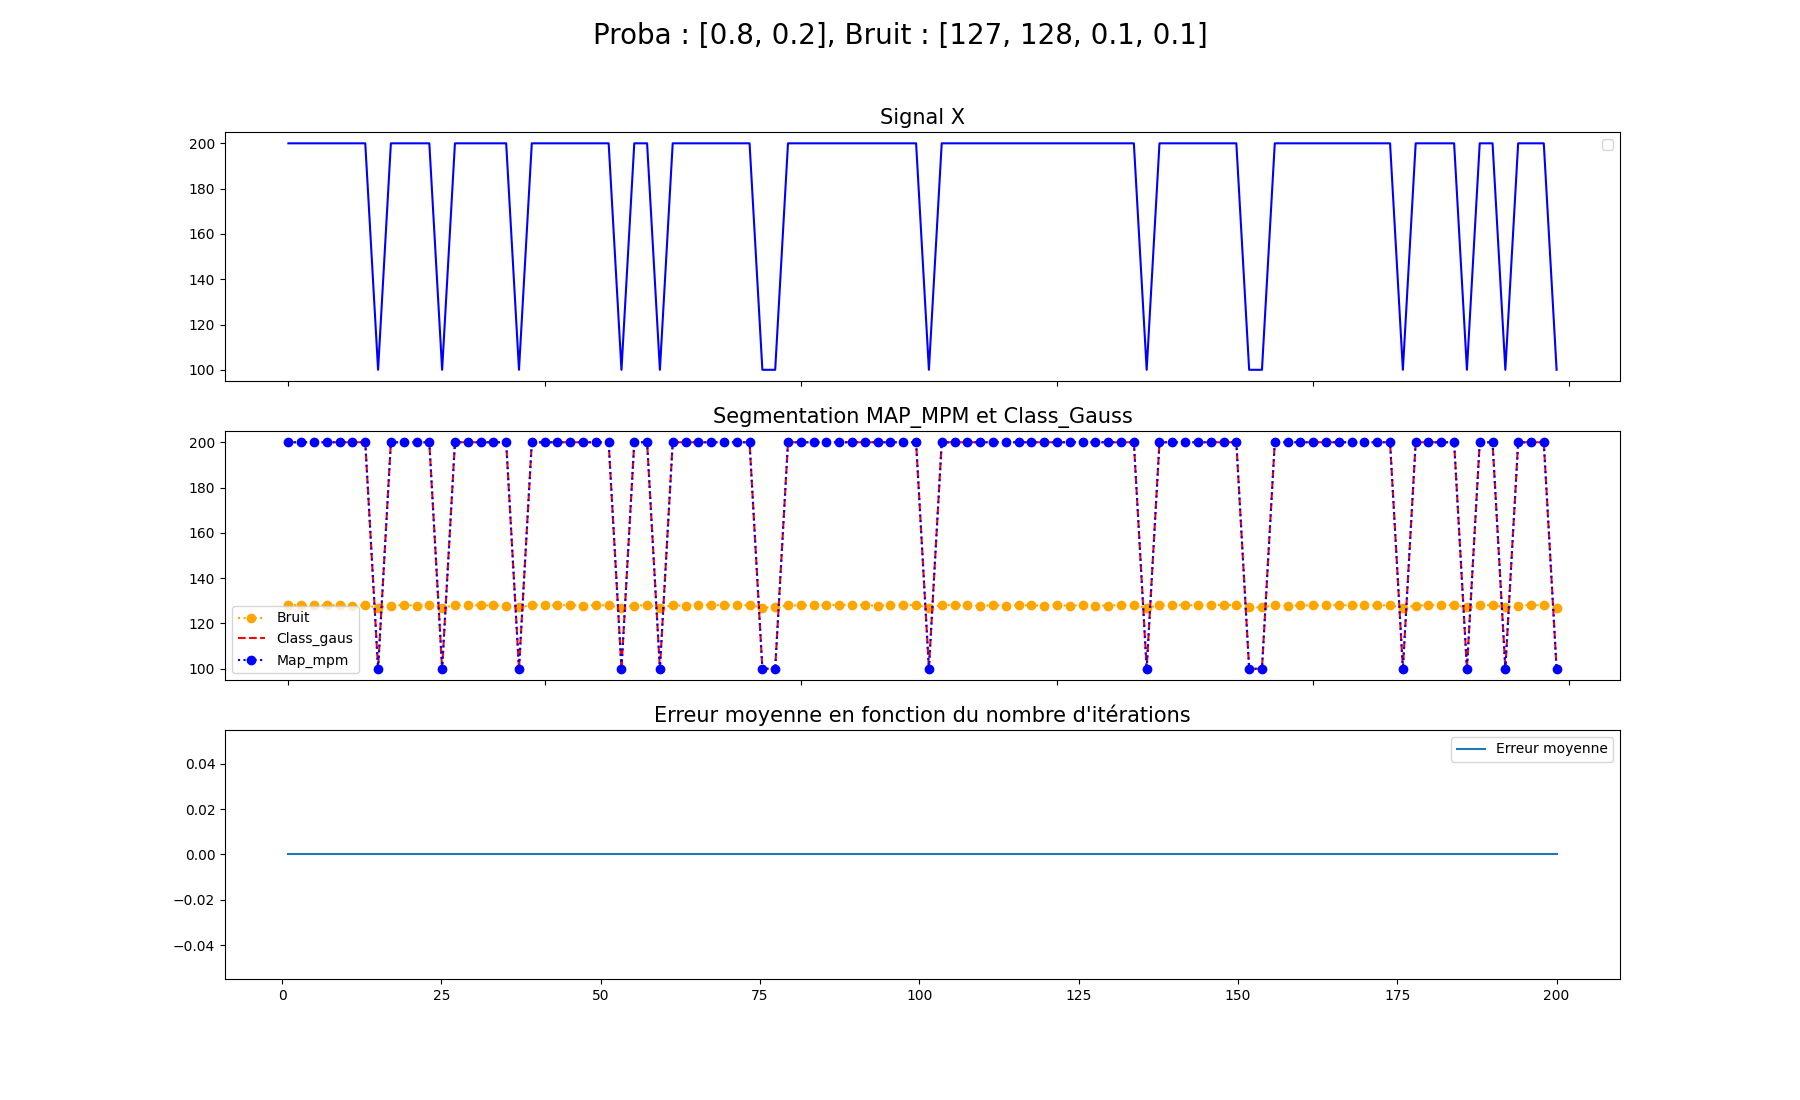 Proba : [0.8, 0.2], Bruit : [127, 128, 0.1, 0.1]
Signal X
200
180
160
140
120
100
Segmentation MAP_MPM et Class_Gauss
200
180
160
140
120
100
Bruit
Class_gaus
Map_mpm
Erreur moyenne en fonction du nombre d'itérations
Erreur moyenne
0.04
0.02
0.00
−0.02
−0.04
0 25 50 75 100 125 150 175 200